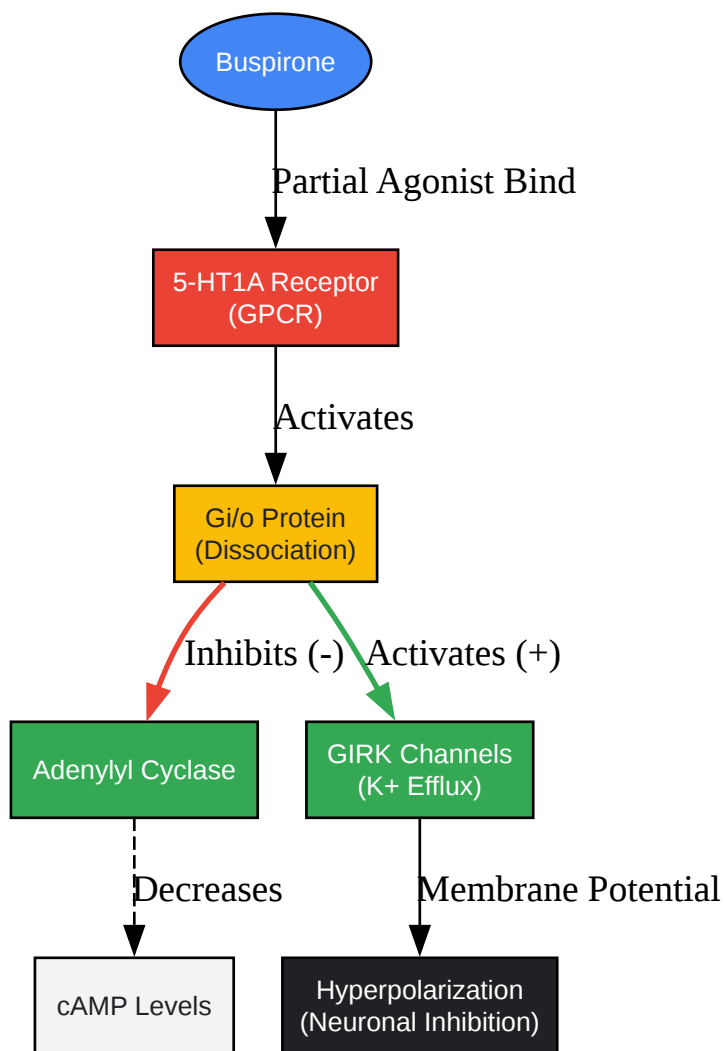 Buspirone
Partial Agonist Bind
5-HT1A Receptor
(GPCR)
Activates
Gi/o Protein
(Dissociation)
Inhibits (-)
Activates (+)
Adenylyl Cyclase
GIRK Channels
(K+ Efflux)
Decreases
Membrane Potential
cAMP Levels
Hyperpolarization
(Neuronal Inhibition)